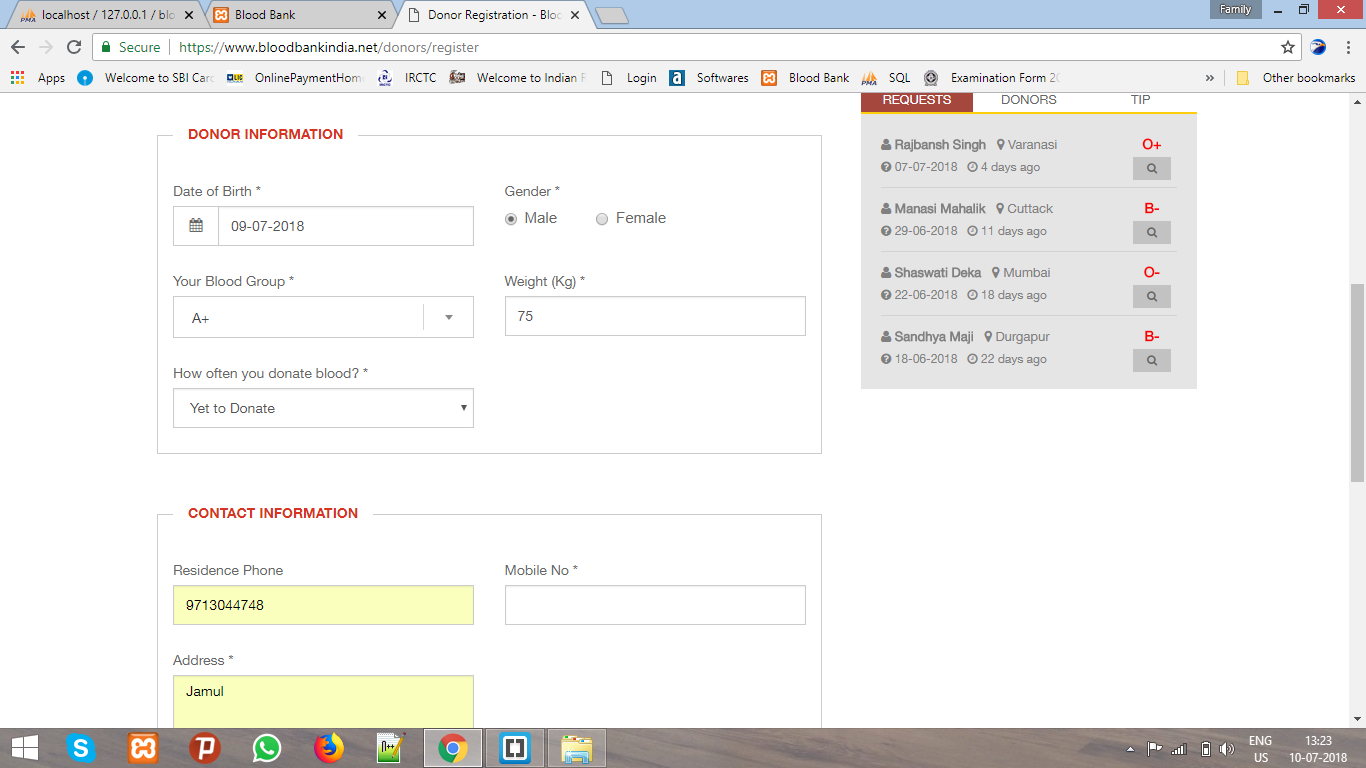 localhost / 127.0.0.1 / blo
Blood Bank
Donor Registration - Bloo
Family
Secure
https://www.bloodbankindia.net/donors/register
Apps
Welcome to SBI Card
LIC
OnlinePaymentHome
IRCTC
Welcome to Indian R
Login
a
Softwares
Blood Bank
PMA
SQL
Examination Form 20
»
Other bookmarks
REQUESTS
DONORS
TIP
DONOR INFORMATION
Date of Birth *
Gender *
09-07-2018
Male
Female
Your Blood Group *
Weight (Kg) *
A+
75
How often you donate blood? *
Yet to Donate
Rajbansh Singh Varanasi O+
07-07-2018 4 days ago
Manasi Mahalik Cuttack B-
29-06-2018 11 days ago
Shaswati Deka Mumbai O-
22-06-2018 18 days ago
Sandhya Maji Durgapur B-
18-06-2018 22 days ago
CONTACT INFORMATION
Residence Phone
Mobile No *
9713044748
Address *
Jamul
ENG
US
13:23
10-07-2018